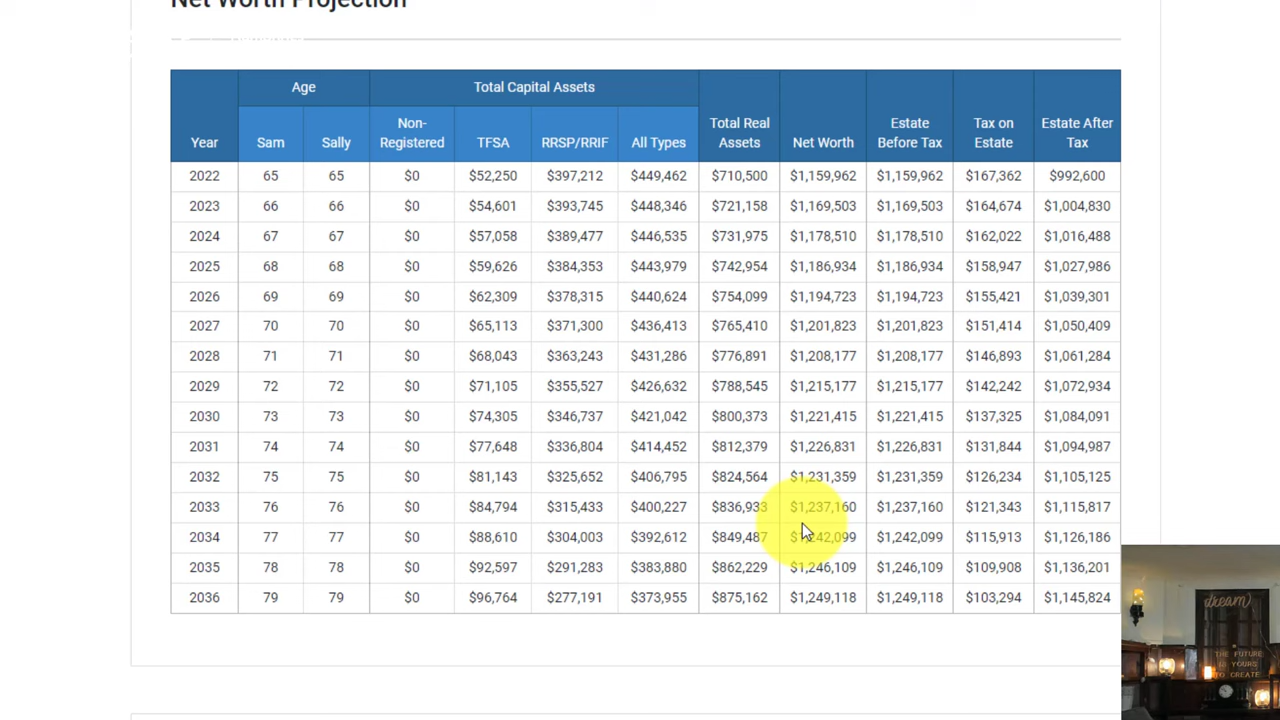 Net Worth Projection
Age
Total Capital Assets
Year
Sam
Sally
Non-Registered
TFSA
RRSP/RRIF
All Types
Total Real Assets
Net Worth
Estate Before Tax
Tax on Estate
Estate After Tax
2022 65 65 $0 $52,250 $397,212 $449,462 $710,500 $1,159,962 $1,159,962 $167,362 $992,600
2023 66 66 $0 $54,601 $393,745 $448,346 $721,158 $1,169,503 $1,169,503 $164,674 $1,004,830
2024 67 67 $0 $57,058 $389,477 $446,535 $731,975 $1,178,510 $1,178,510 $162,022 $1,016,488
2025 68 68 $0 $59,626 $384,353 $443,979 $742,954 $1,186,934 $1,186,934 $158,947 $1,027,986
2026 69 69 $0 $62,309 $378,315 $440,624 $754,099 $1,194,723 $1,194,723 $155,421 $1,039,301
2027 70 70 $0 $65,113 $371,300 $436,413 $765,410 $1,201,823 $1,201,823 $151,414 $1,050,409
2028 71 71 $0 $68,043 $363,243 $431,286 $776,891 $1,208,177 $1,208,177 $146,893 $1,061,284
2029 72 72 $0 $71,105 $355,527 $426,632 $788,545 $1,215,177 $1,215,177 $142,242 $1,072,934
2030 73 73 $0 $74,305 $346,737 $421,042 $800,373 $1,221,415 $1,221,415 $137,325 $1,084,091
2031 74 74 $0 $77,648 $336,804 $414,452 $812,379 $1,226,831 $1,226,831 $131,844 $1,094,987
2032 75 75 $0 $81,143 $325,652 $406,795 $824,564 $1,231,359 $1,231,359 $126,234 $1,105,125
2033 76 76 $0 $84,794 $315,433 $400,227 $836,933 $1,237,160 $1,237,160 $121,343 $1,115,817
2034 77 77 $0 $88,610 $304,003 $392,612 $849,487 $1,242,099 $1,242,099 $115,913 $1,126,186
2035 78 78 $0 $92,597 $291,283 $383,880 $862,229 $1,246,109 $1,246,109 $109,908 $1,136,201
2036 79 79 $0 $96,764 $277,191 $373,955 $875,162 $1,249,118 $1,249,118 $103,294 $1,145,824
dream
THE FUTURE
IS YOURS
TO CREATE